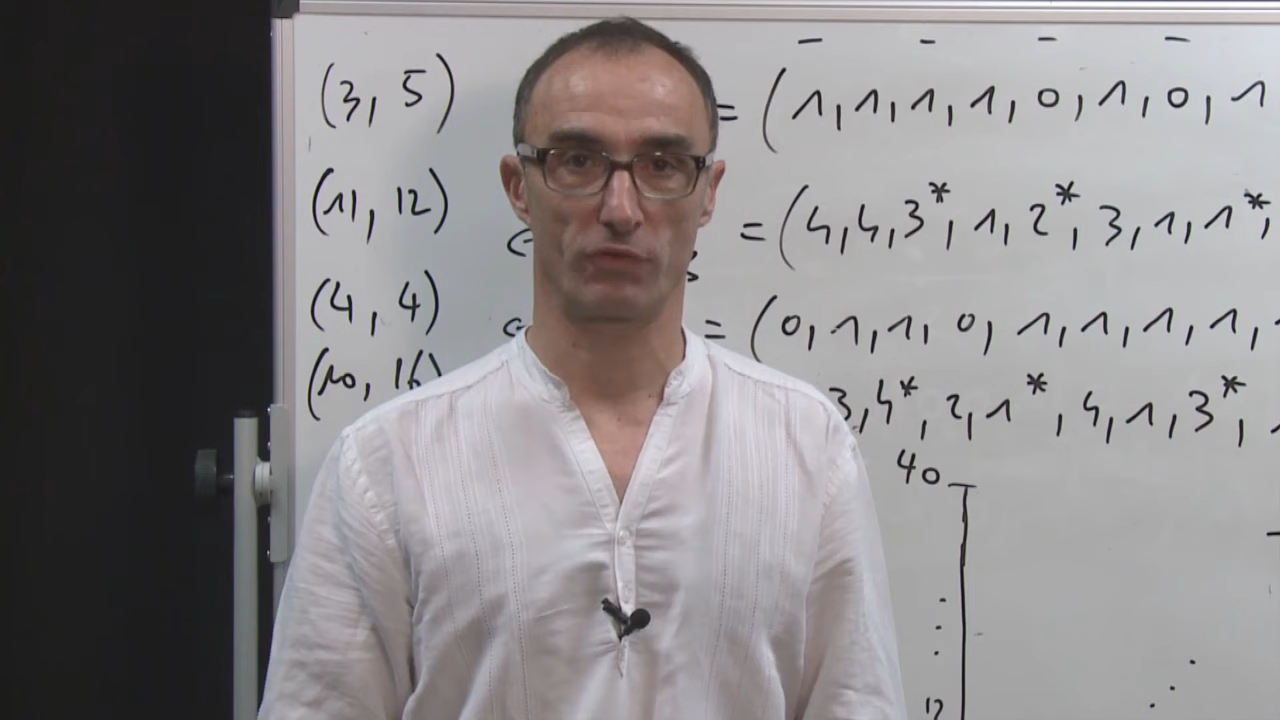 (3, 5) = (1, 1, 1, 1, 0, 1, 0, 1
(11, 12) = (4, 4, 3*, 1, 2*, 3, 1, 1*,
(4, 4) = (0, 1, 1, 0, 1, 1, 1, 1,
(10, 16) 3, 4*, 2, 1*, 4, 1, 3*,
40
12